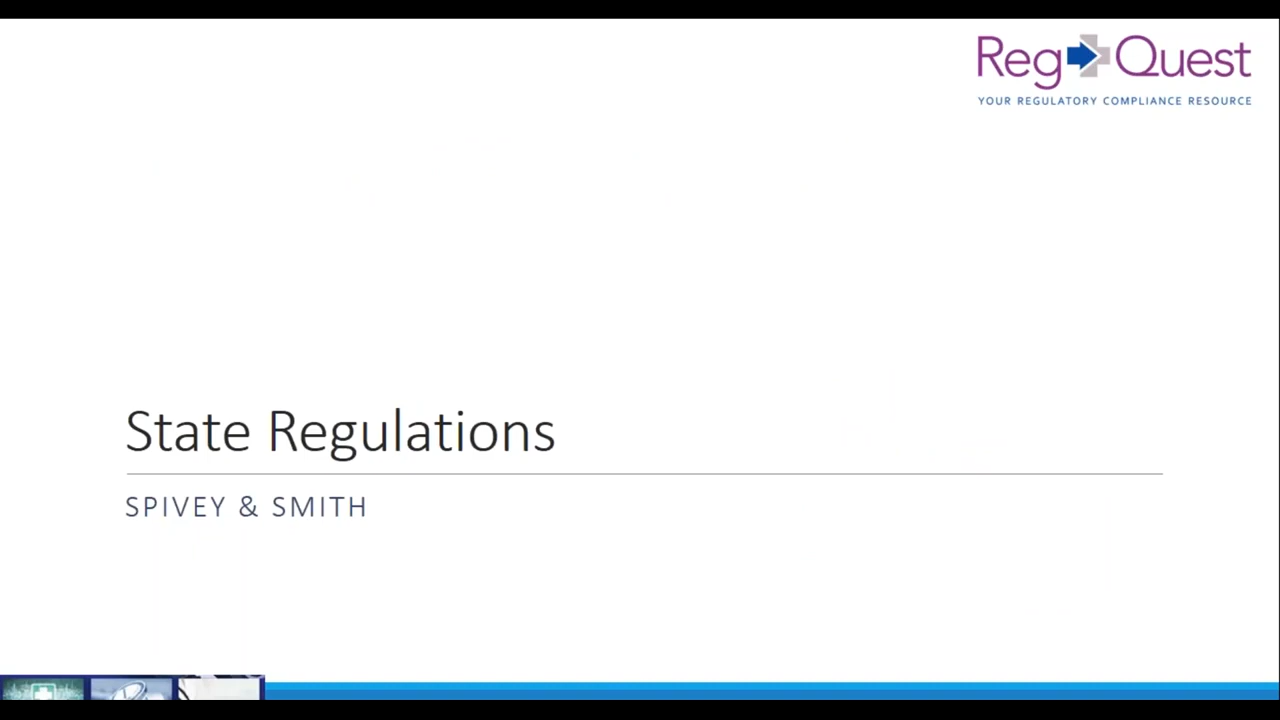 Reg Quest
YOUR REGULATORY COMPLIANCE RESOURCE
State Regulations
SPIVEY & SMITH